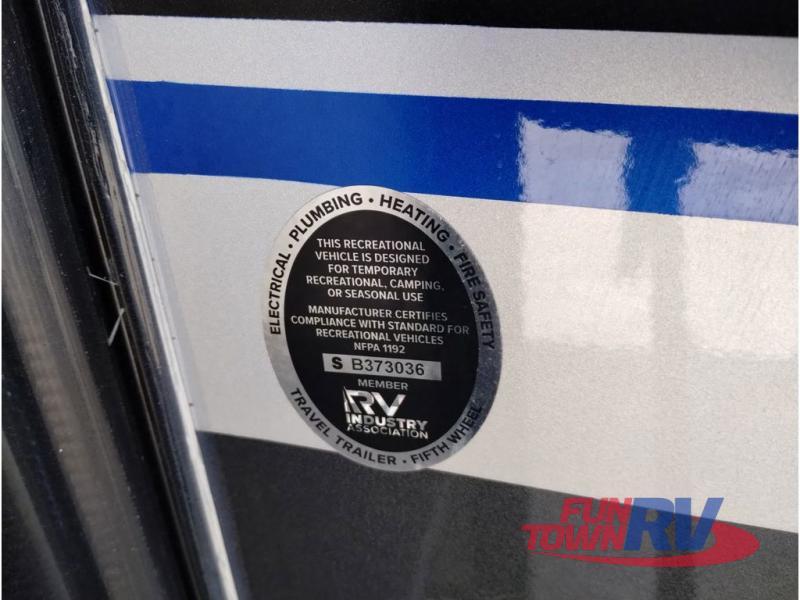 ELECTRICAL • PLUMBING • HEATING • FIRE SAFETY
THIS RECREATIONAL
VEHICLE IS DESIGNED
FOR TEMPORARY
RECREATIONAL, CAMPING,
OR SEASONAL USE
MANUFACTURER CERTIFIES
COMPLIANCE WITH STANDARD FOR
RECREATIONAL VEHICLES
NFPA 1192
S B373036
MEMBER
RV
INDUSTRY
ASSOCIATION
TRAVEL TRAILER • FIFTH WHEEL
FUN
TOWN RV